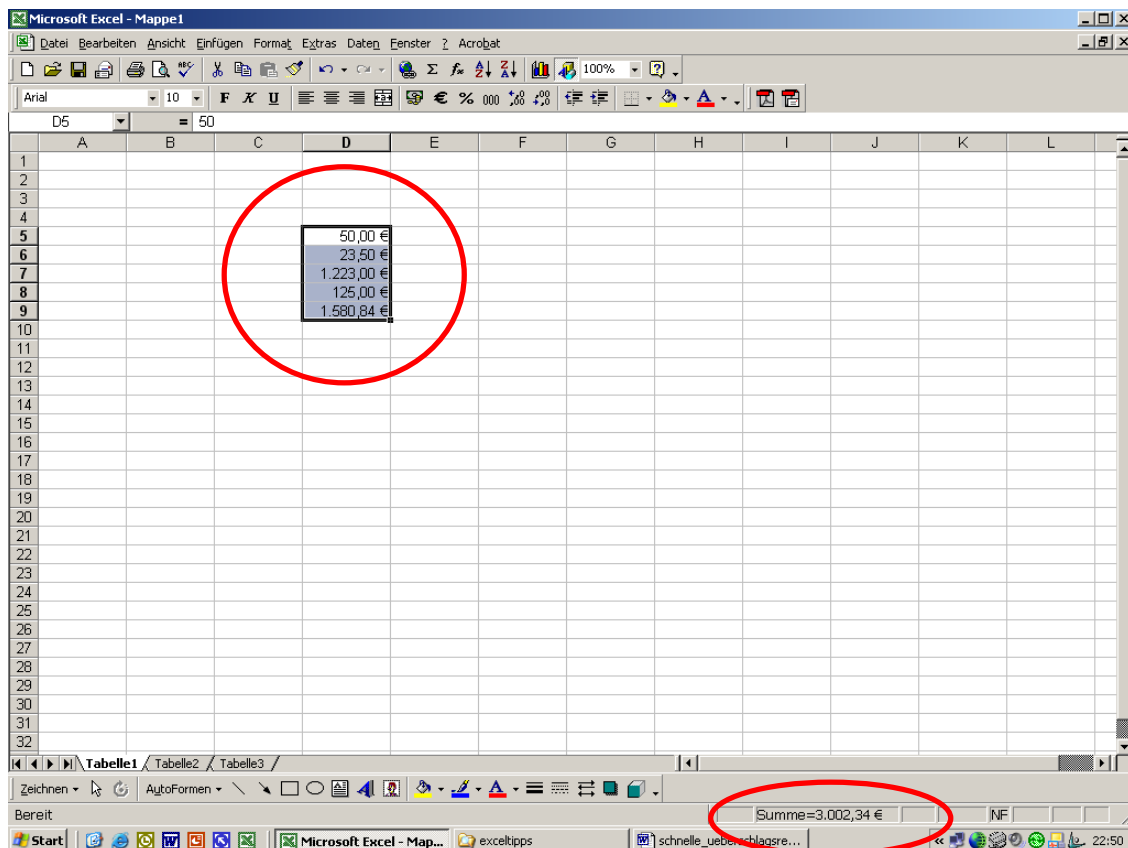 Microsoft Excel - Mappe1
Datei Bearbeiten Ansicht Einfügen Format Extras Daten Fenster ? Acrobat
100%
Arial 10 F K U € % 000
D5 = 50
A B C D E F G H I J K L
1
2
3
4
5 50,00 €
6 23,50 €
7 1.223,00 €
8 125,00 €
9 1.580,84 €
10
11
12
13
14
15
16
17
18
19
20
21
22
23
24
25
26
27
28
29
30
31
32
Tabelle1 Tabelle2 Tabelle3
Zeichnen AutoFormen
Bereit Summe=3.002,34 € NF
Start Microsoft Excel - Map... exceltipps schnelle_ueberschlagsre... 22:50